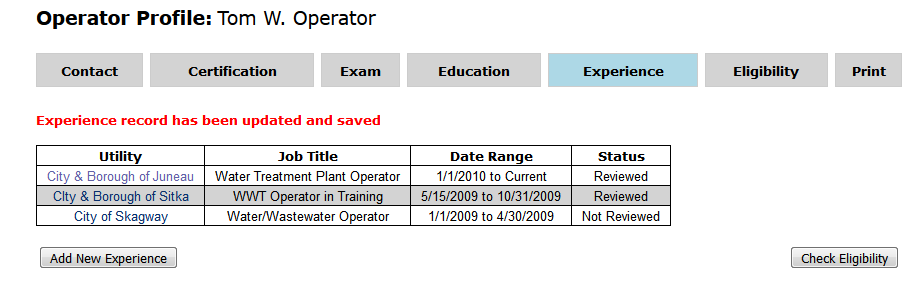 Operator Profile: Tom W. Operator
Contact Certification Exam Education Experience Eligibility Print
Experience record has been updated and saved
Utility Job Title Date Range Status
City & Borough of Juneau Water Treatment Plant Operator 1/1/2010 to Current Reviewed
CIty & Borough of Sitka WWT Operator in Training 5/15/2009 to 10/31/2009 Reviewed
City of Skagway Water/Wastewater Operator 1/1/2009 to 4/30/2009 Not Reviewed
Add New Experience Check Eligibility